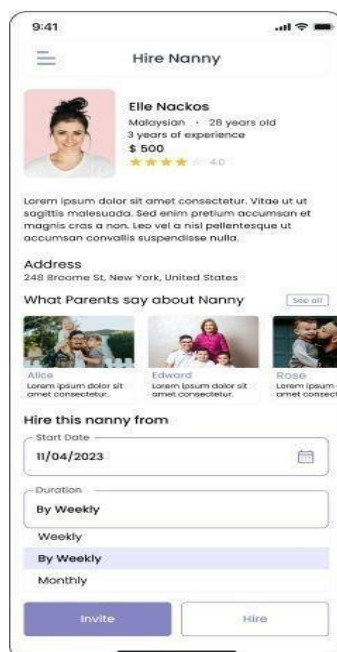 9:41
Hire Nanny
Elle Nackos
Malaysian · 28 years old
3 years of experience
$ 500
4.0
Lorem ipsum dolor sit amet consectetur. Vitae ut ut
sagittis malesuada. Sed enim pretium accumsan et
magnis cras a non. Leo vel a nisl pellentesque ut
accumsan convallis suspendisse nulla.
Address
248 Broome St, New York, United States
What Parents say about Nanny
See all
Alice
Lorem ipsum dolor sit
amet consectetur.
Edward
Lorem ipsum dolor sit
amet consectetur.
Rose
Lorem ipsum
amet consect
Hire this nanny from
Start Date
11/04/2023
Duration
By Weekly
Weekly
By Weekly
Monthly
Invite
Hire